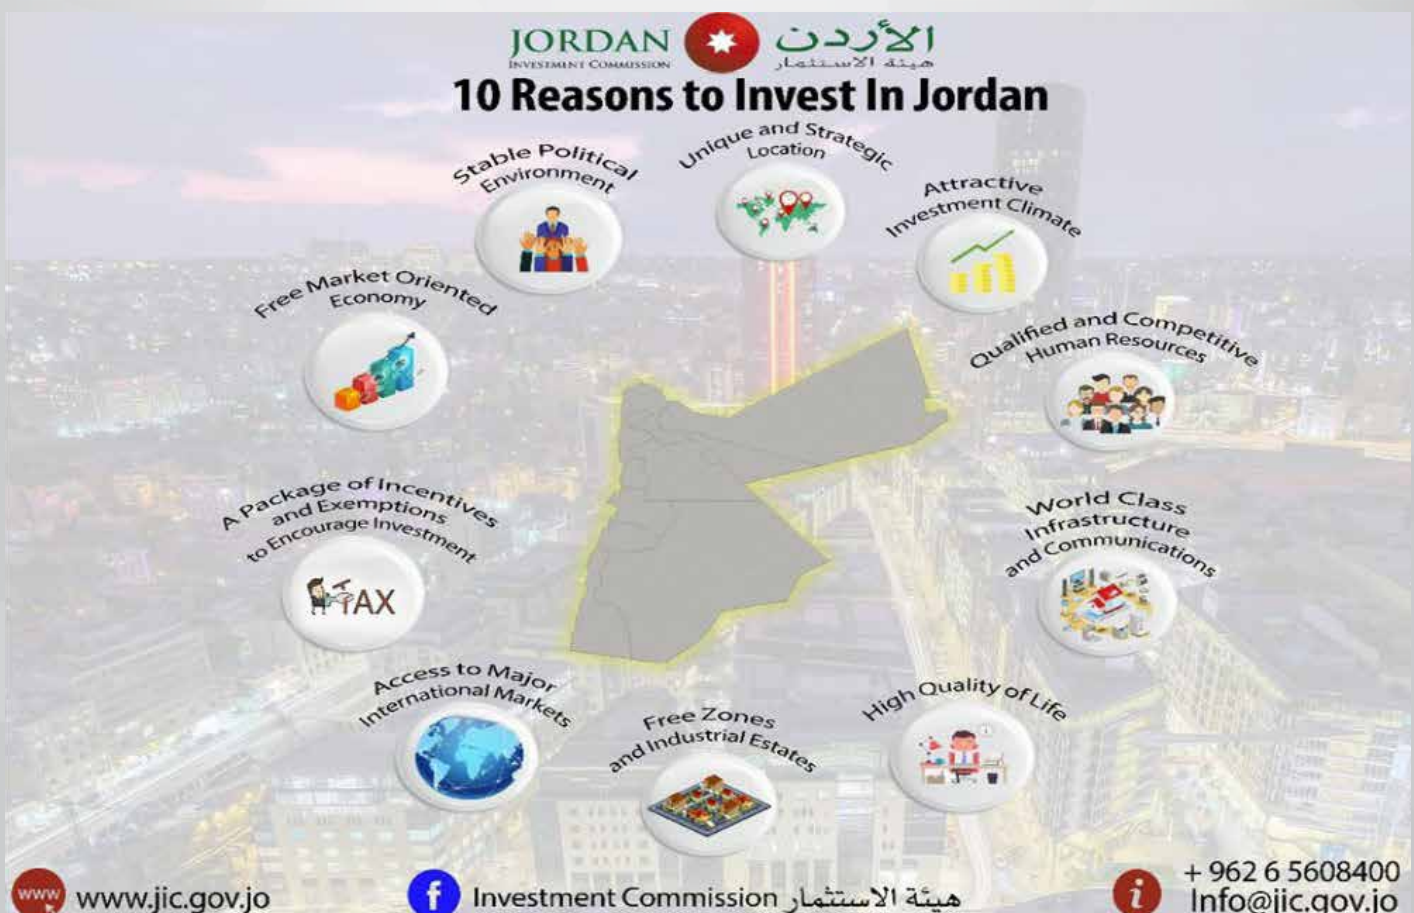 JORDAN
INVESTMENT COMMISSION
الأردن
هيئة الاستثمار
10 Reasons to Invest In Jordan
Unique and Strategic
Location
Stable Political
Environment
Attractive
Investment Climate
Free Market Oriented
Economy
Qualified and Competitive
Human Resources
A Package of Incentives
and Exemptions
to Encourage Investment
TAX
World Class
Infrastructure
and Communications
Access to Major
International Markets
Free Zones
and Industrial Estates
High Quality of Life
www
www.jic.gov.jo
f
Investment Commission هيئة الاستثمار
i
+ 962 6 5608400
Info@jic.gov.jo